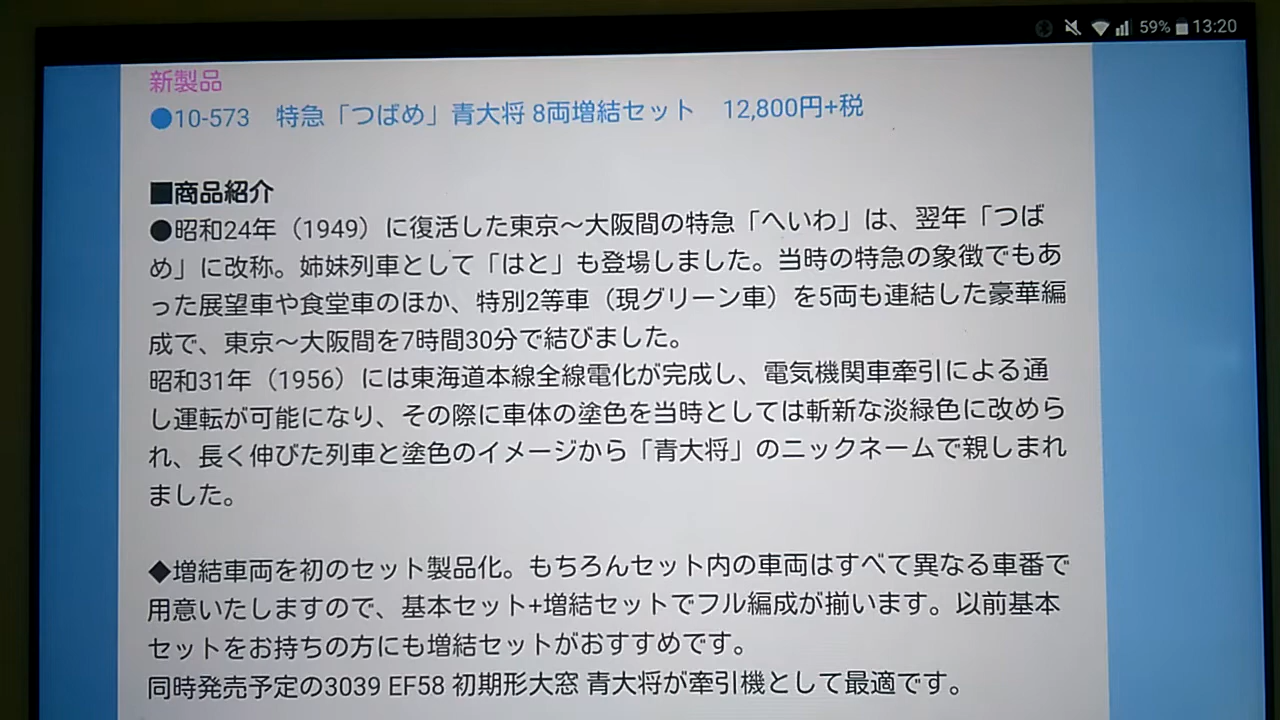 59% 13:20
新製品
●10-573 特急「つばめ」青大将 8両増結セット 12,800円+税
■商品紹介
●昭和24年（1949）に復活した東京～大阪間の特急「へいわ」は、翌年「つば
め」に改称。姉妹列車として「はと」も登場しました。当時の特急の象徴でもあ
った展望車や食堂車のほか、特別2等車（現グリーン車）を5両も連結した豪華編
成で、東京～大阪間を7時間30分で結びました。
昭和31年（1956）には東海道本線全線電化が完成し、電気機関車牽引による通
し運転が可能になり、その際に車体の塗色を当時としては斬新な淡緑色に改めら
れ、長く伸びた列車と塗色のイメージから「青大将」のニックネームで親しまれ
ました。
◆増結車両を初のセット製品化。もちろんセット内の車両はすべて異なる車番で
用意いたしますので、基本セット+増結セットでフル編成が揃います。以前基本
セットをお持ちの方にも増結セットがおすすめです。
同時発売予定の3039 EF58 初期形大窓 青大将が牽引機として最適です。